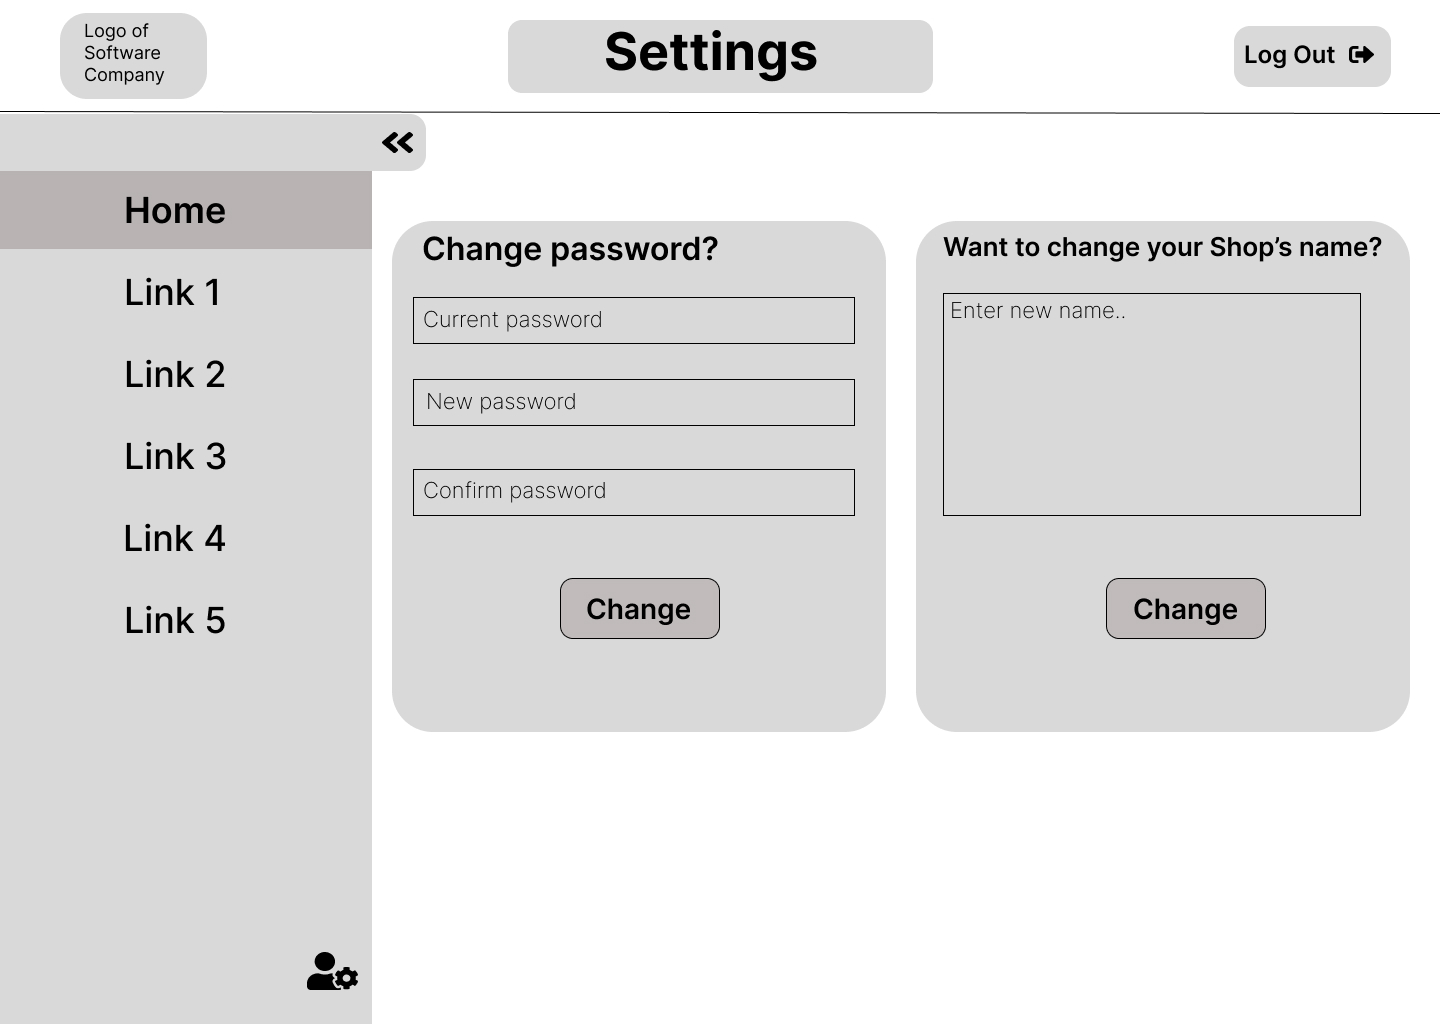 Logo of
Software
Company
Settings
Log Out
Home
Link 1
Link 2
Link 3
Link 4
Link 5
Change password?
Current password
New password
Confirm password
Change
Want to change your Shop’s name?
Enter new name..
Change